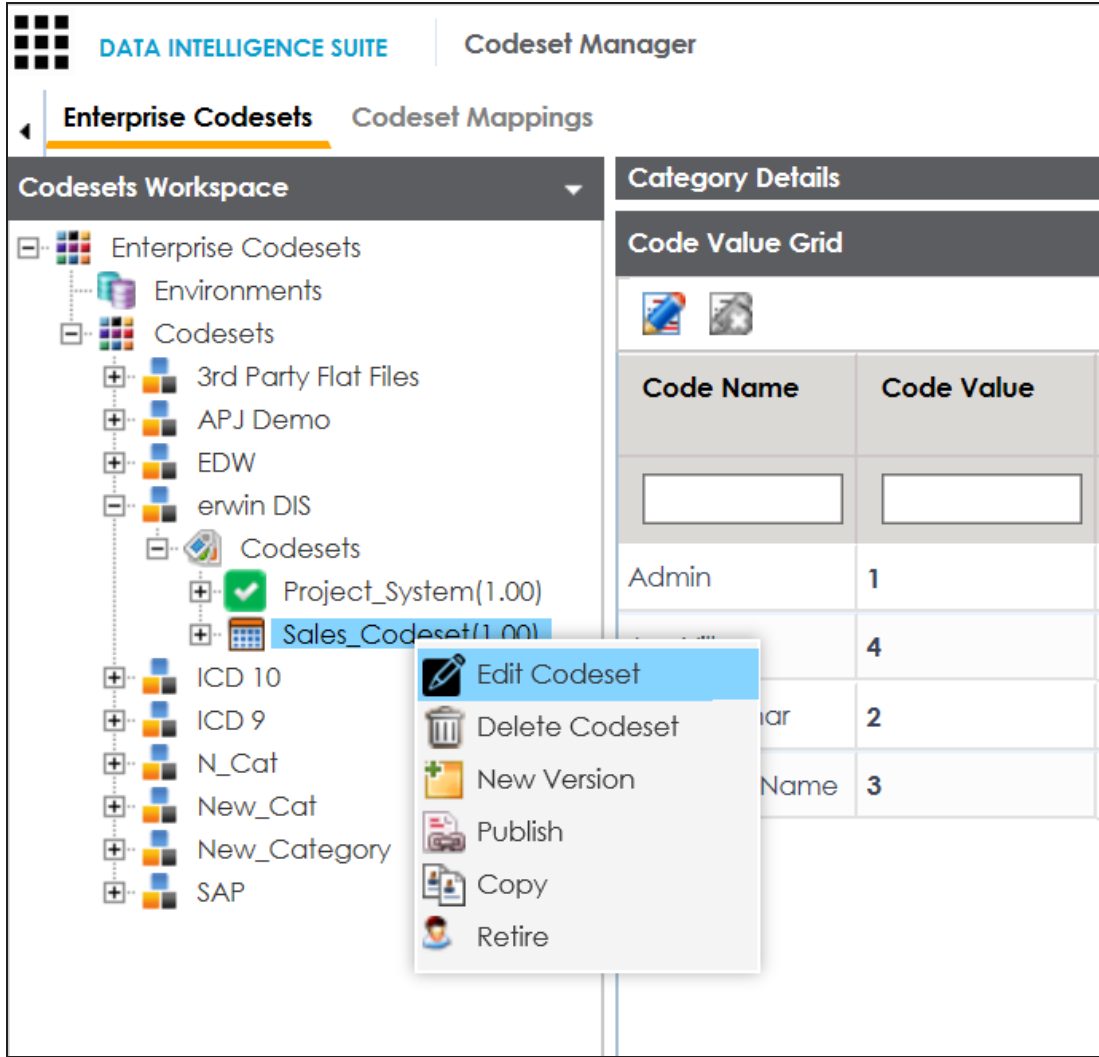 DATA INTELLIGENCE SUITE Codeset Manager
Enterprise Codesets Codeset Mappings
Codesets Workspace
Enterprise Codesets
Environments
Codesets
3rd Party Flat Files
APJ Demo
EDW
erwin DIS
Codesets
Project_System(1.00)
Sales_Codeset(1.00)
ICD 10
ICD 9
N_Cat
New_Cat
New_Category
SAP
Edit Codeset
Delete Codeset
New Version
Publish
Copy
Retire
Category Details
Code Value Grid
Code Name Code Value
Admin 1
4
2
Name 3